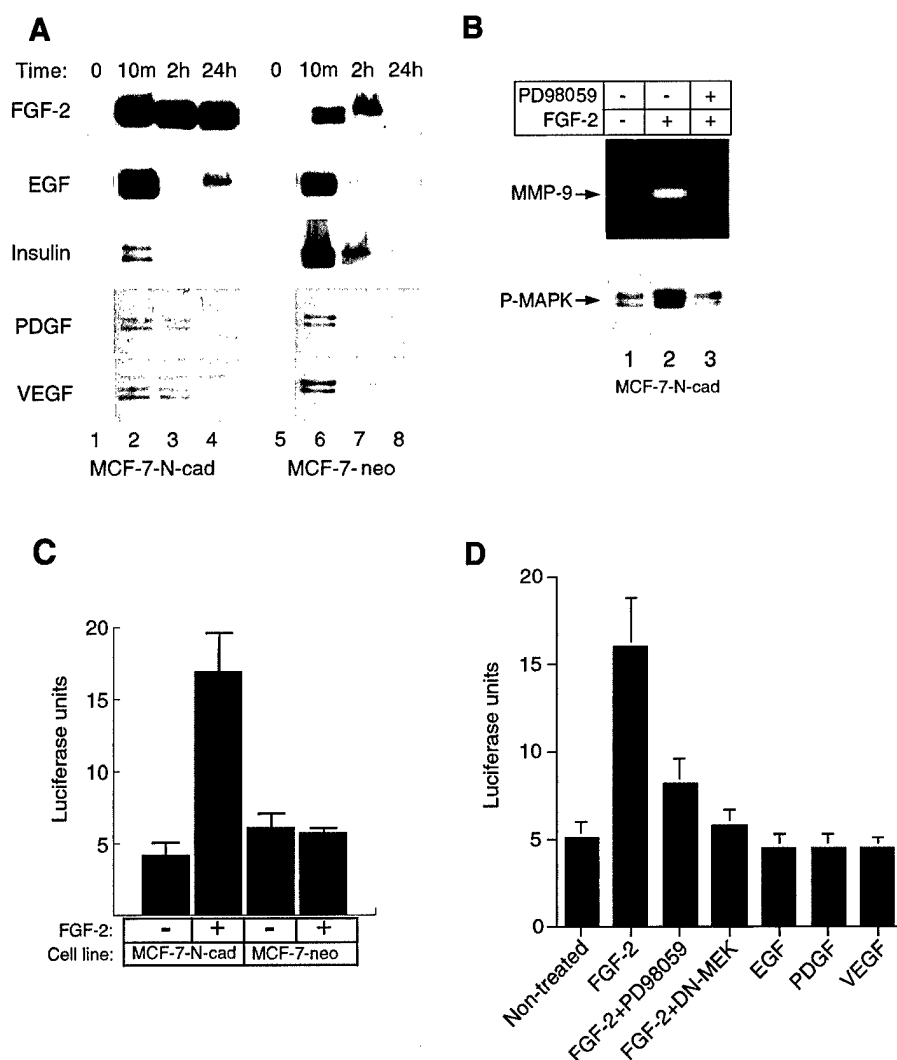 A
Time: 0 10m 2h 24h 0 10m 2h 24h
FGF-2
EGF
Insulin
PDGF
VEGF
1 2 3 4 5 6 7 8
MCF-7-N-cad MCF-7-neo
B
PD98059 - - +
FGF-2 - + +
MMP-9
P-MAPK
1 2 3
MCF-7-N-cad
C
Luciferase units
20
15
10
5
FGF-2: - + - +
Cell line: MCF-7-N-cad MCF-7-neo
D
Luciferase units
20
15
10
5
0
Non-treated
FGF-2
FGF-2+PD98059
FGF-2+DN-MEK
EGF
PDGF
VEGF